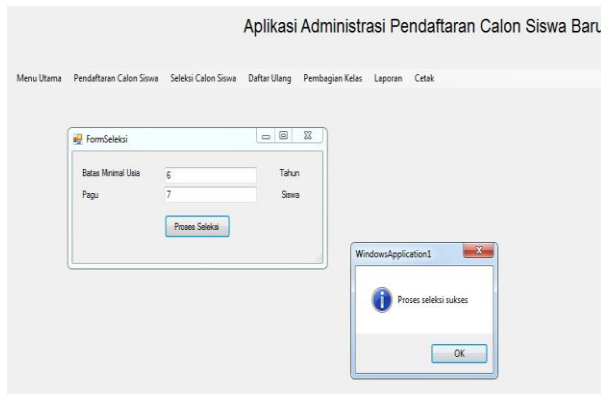 Aplikasi Administrasi Pendaftaran Calon Siswa Baru
Menu Utama Pendaftaran Calon Siswa Seleksi Calon Siswa Daftar Ulang Pembagian Kelas Laporan Cetak
FormSeleksi
Batas Minimal Usia 6 Tahun
Pagu 7 Siswa
Proses Seleksi
WindowsApplication1
Proses seleksi sukses
OK